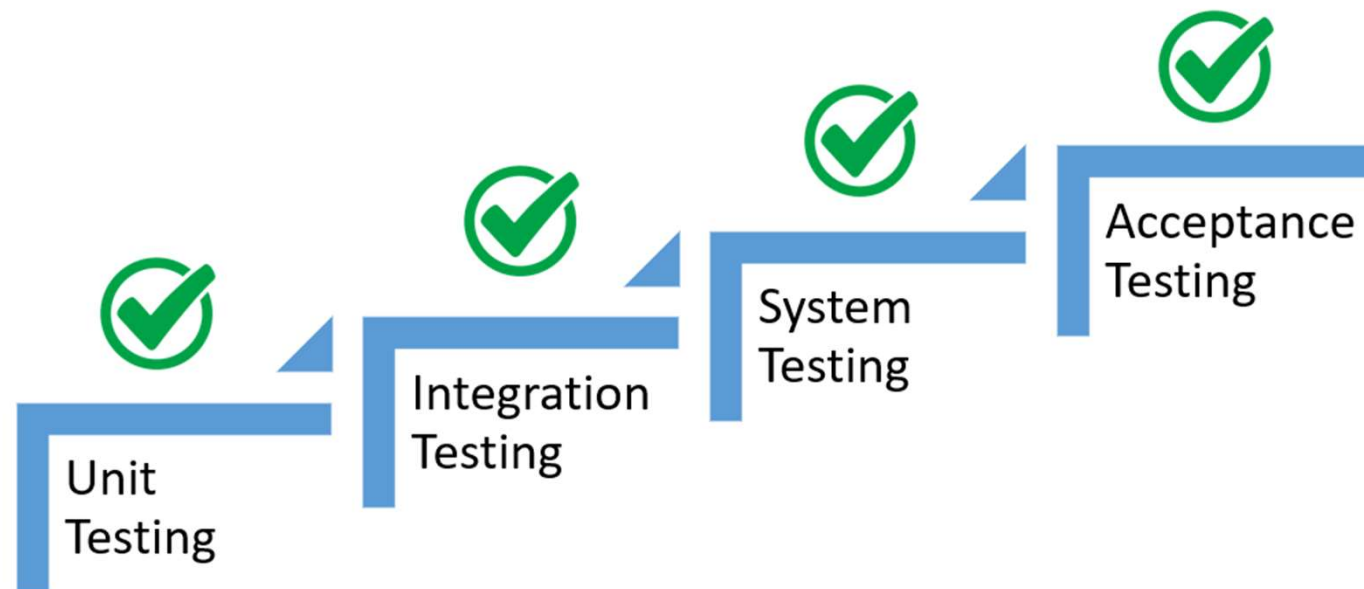 Unit
Testing
Integration
Testing
System
Testing
Acceptance
Testing